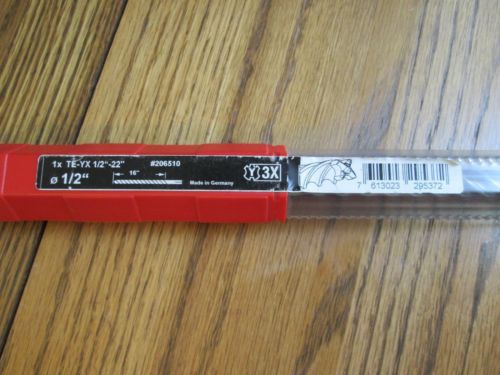 1x TE-YX 1/2"-22" #206510
ø 1/2" 16" Made in Germany
3X
7 613023 295372